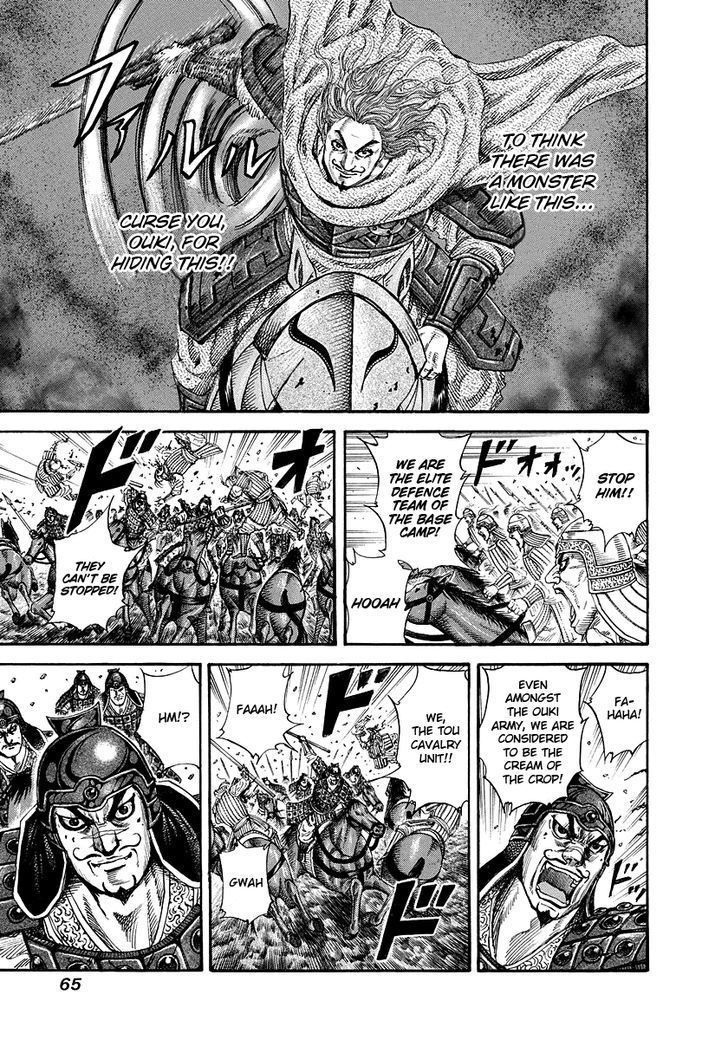 TO THINK
THERE WAS
A MONSTER
LIKE THIS...
ファル
ファル
CURSE YOU,
OUKI, FOR
HIDING THIS!!
STOP
HIM!!
ドォォッ
WE ARE
THE ELITE
DEFENCE
TEAM OF
THE BASE
CAMP!
HOOAH
ドォ
THEY
CAN'T BE
STOPPED!
FA-
HAHA!
EVEN
AMONGST
THE OUKI
ARMY, WE ARE
CONSIDERED
TO BE THE
CREAM OF
THE CROP!
ドド
WE,
THE TOU
CAVALRY
UNIT!!
FAAAH!
GWAH
HM!?
65